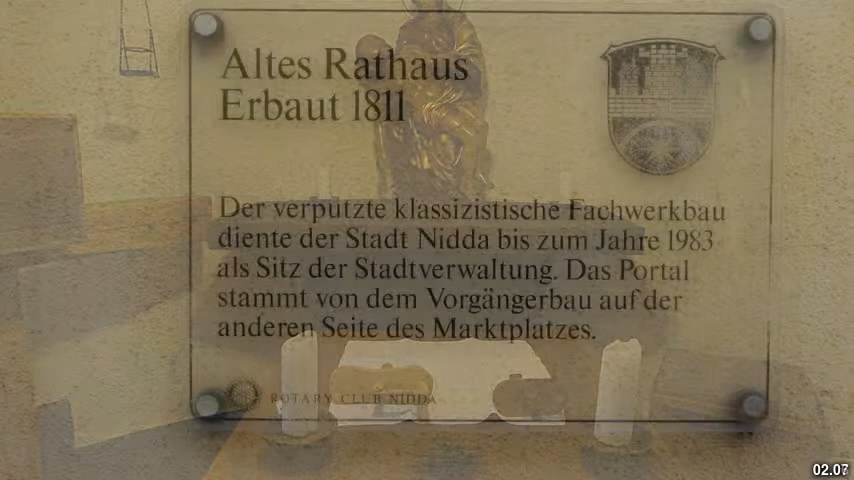 Altes Rathaus
Erbaut 1811
Der verputzte klassizistische Fachwerkbau
diente der Stadt Nidda bis zum Jahre 1983
als Sitz der Stadtverwaltung. Das Portal
stammt von dem Vorgängerbau auf der
anderen Seite des Marktplatzes.
ROTARY CLUB NIDDA
02.07